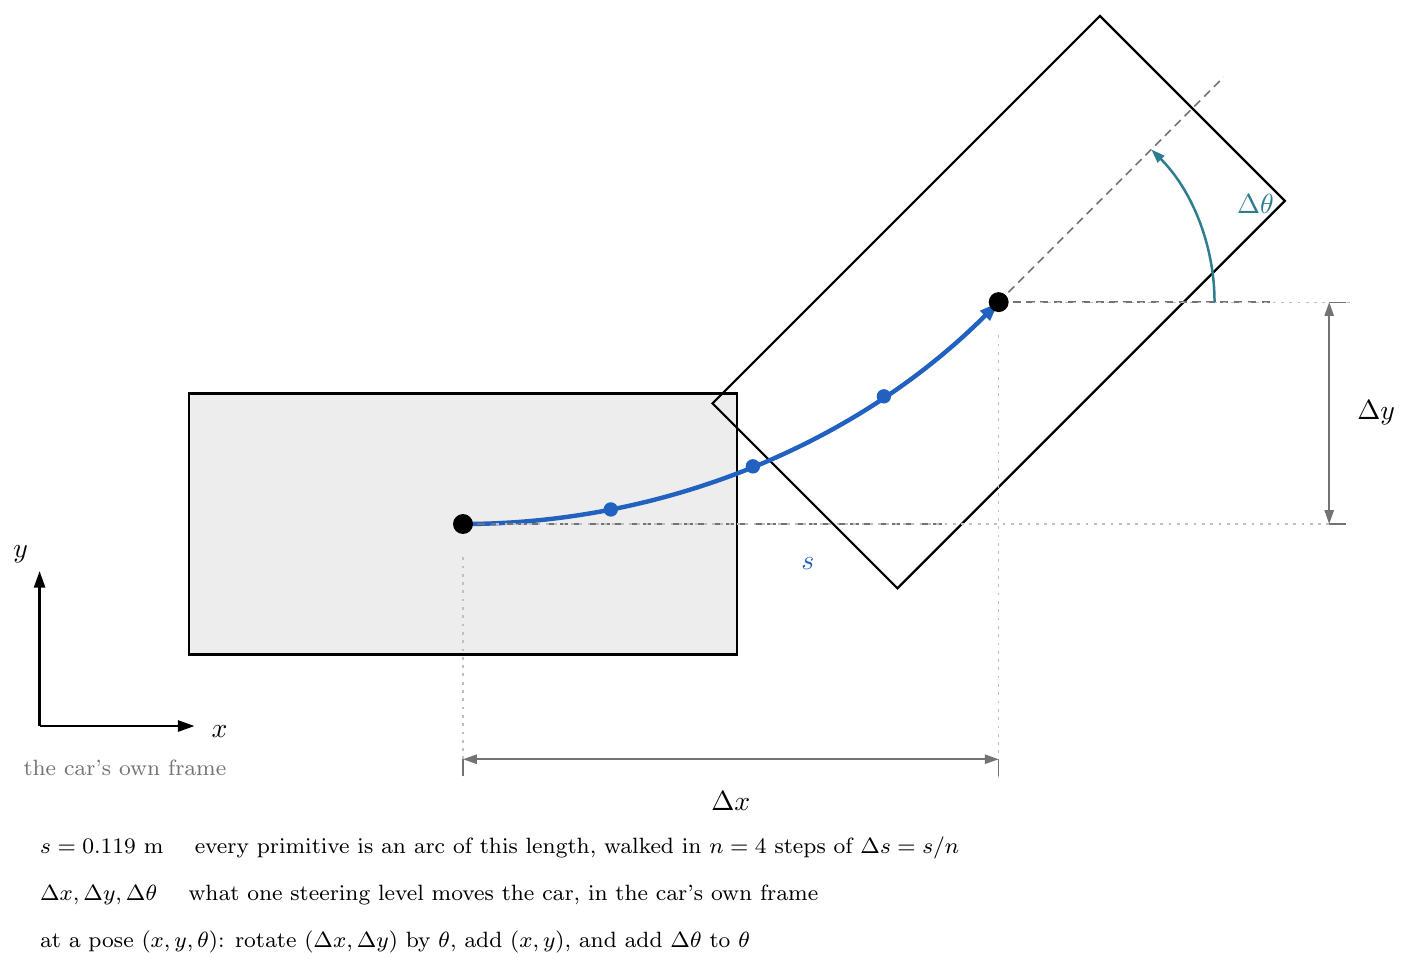 Δθ
Δy
s
y
x
the car's own frame
Δx
s = 0.119 m every primitive is an arc of this length, walked in n = 4 steps of Δs = s/n
Δx, Δy, Δθ what one steering level moves the car, in the car's own frame
at a pose (x, y, θ): rotate (Δx, Δy) by θ, add (x, y), and add Δθ to θ